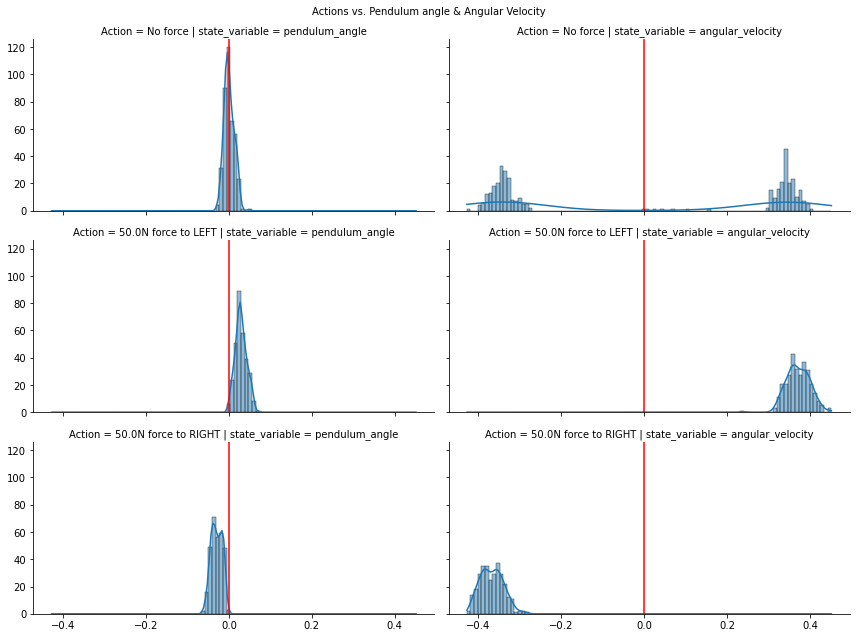 Actions vs. Pendulum angle & Angular Velocity
Action = No force | state_variable = pendulum_angle
Action = No force | state_variable = angular_velocity
120
100
80
60
40
20
0
Action = 50.0N force to LEFT | state_variable = pendulum_angle
Action = 50.0N force to LEFT | state_variable = angular_velocity
120
100
80
60
40
20
0
Action = 50.0N force to RIGHT | state_variable = pendulum_angle
Action = 50.0N force to RIGHT | state_variable = angular_velocity
120
100
80
60
40
20
0
−0.4 −0.2 0.0 0.2 0.4
−0.4 −0.2 0.0 0.2 0.4